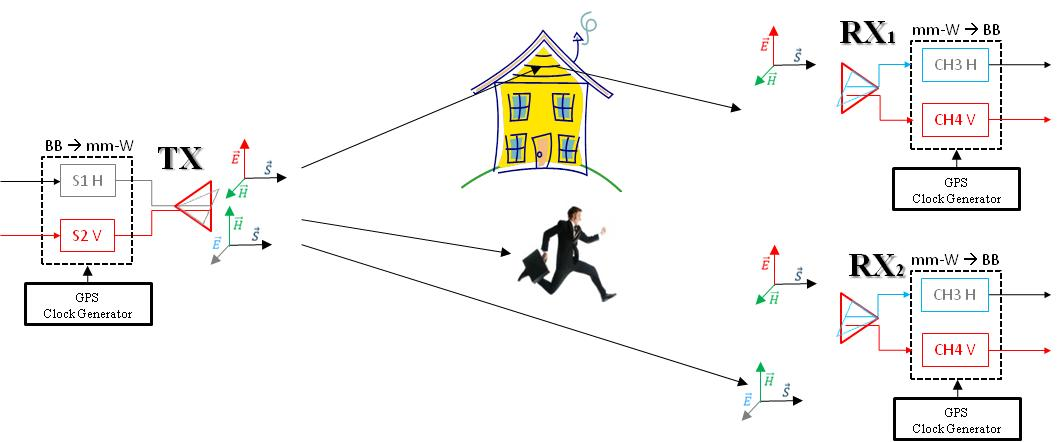 BB → mm-W
TX
S1 H
S2 V
GPS
Clock Generator
E
S
H
H
E
S
E
S
H
RX1
mm-W → BB
CH3 H
CH4 V
GPS
Clock Generator
E
S
H
RX2
mm-W → BB
CH3 H
CH4 V
H
E
S
GPS
Clock Generator